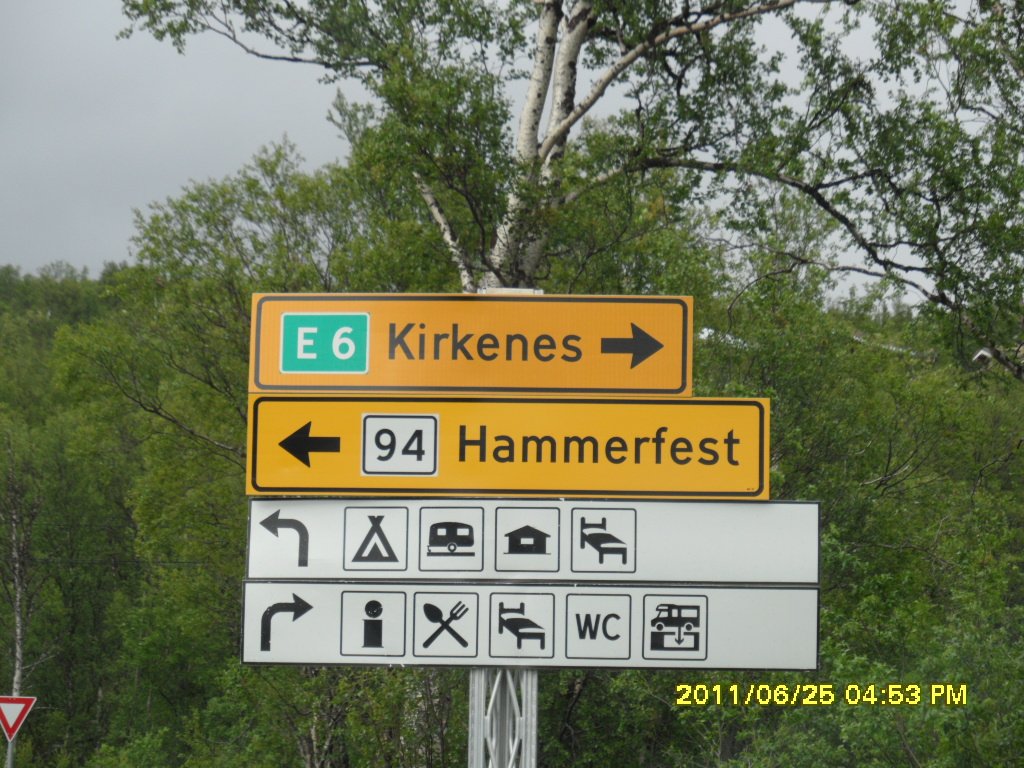 E 6 Kirkenes
94 Hammerfest
WC
2011/06/25 04:53 PM